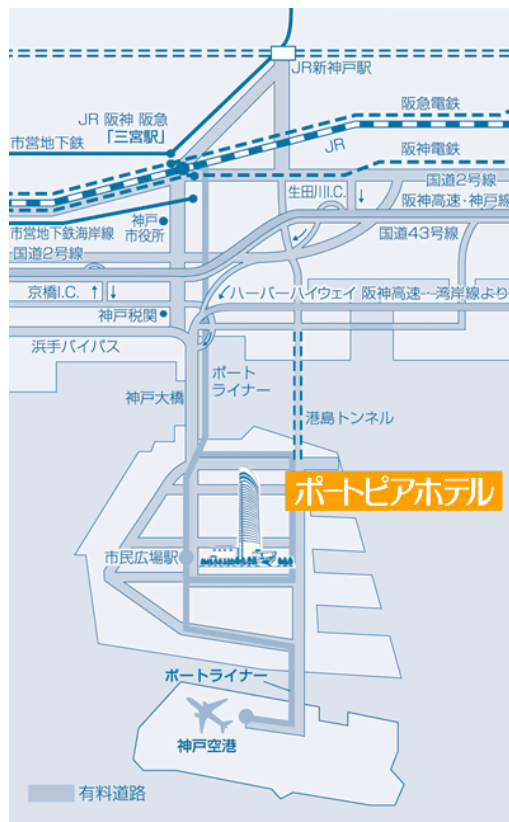 JR新神戸駅
JR 阪神 阪急
「三宮駅」
阪急電鉄
市営地下鉄
JR
阪神電鉄
国道2号線
生田川I.C.
阪神高速・神戸線
市営地下鉄海岸線
神戸
市役所
国道43号線
国道2号線
京橋I.C.
ハーバーハイウェイ
阪神高速…湾岸線より
神戸税関
浜手バイパス
ポート
ライナー
神戸大橋
港島トンネル
ポートピアホテル
市民広場駅
ポートライナー
神戸空港
有料道路